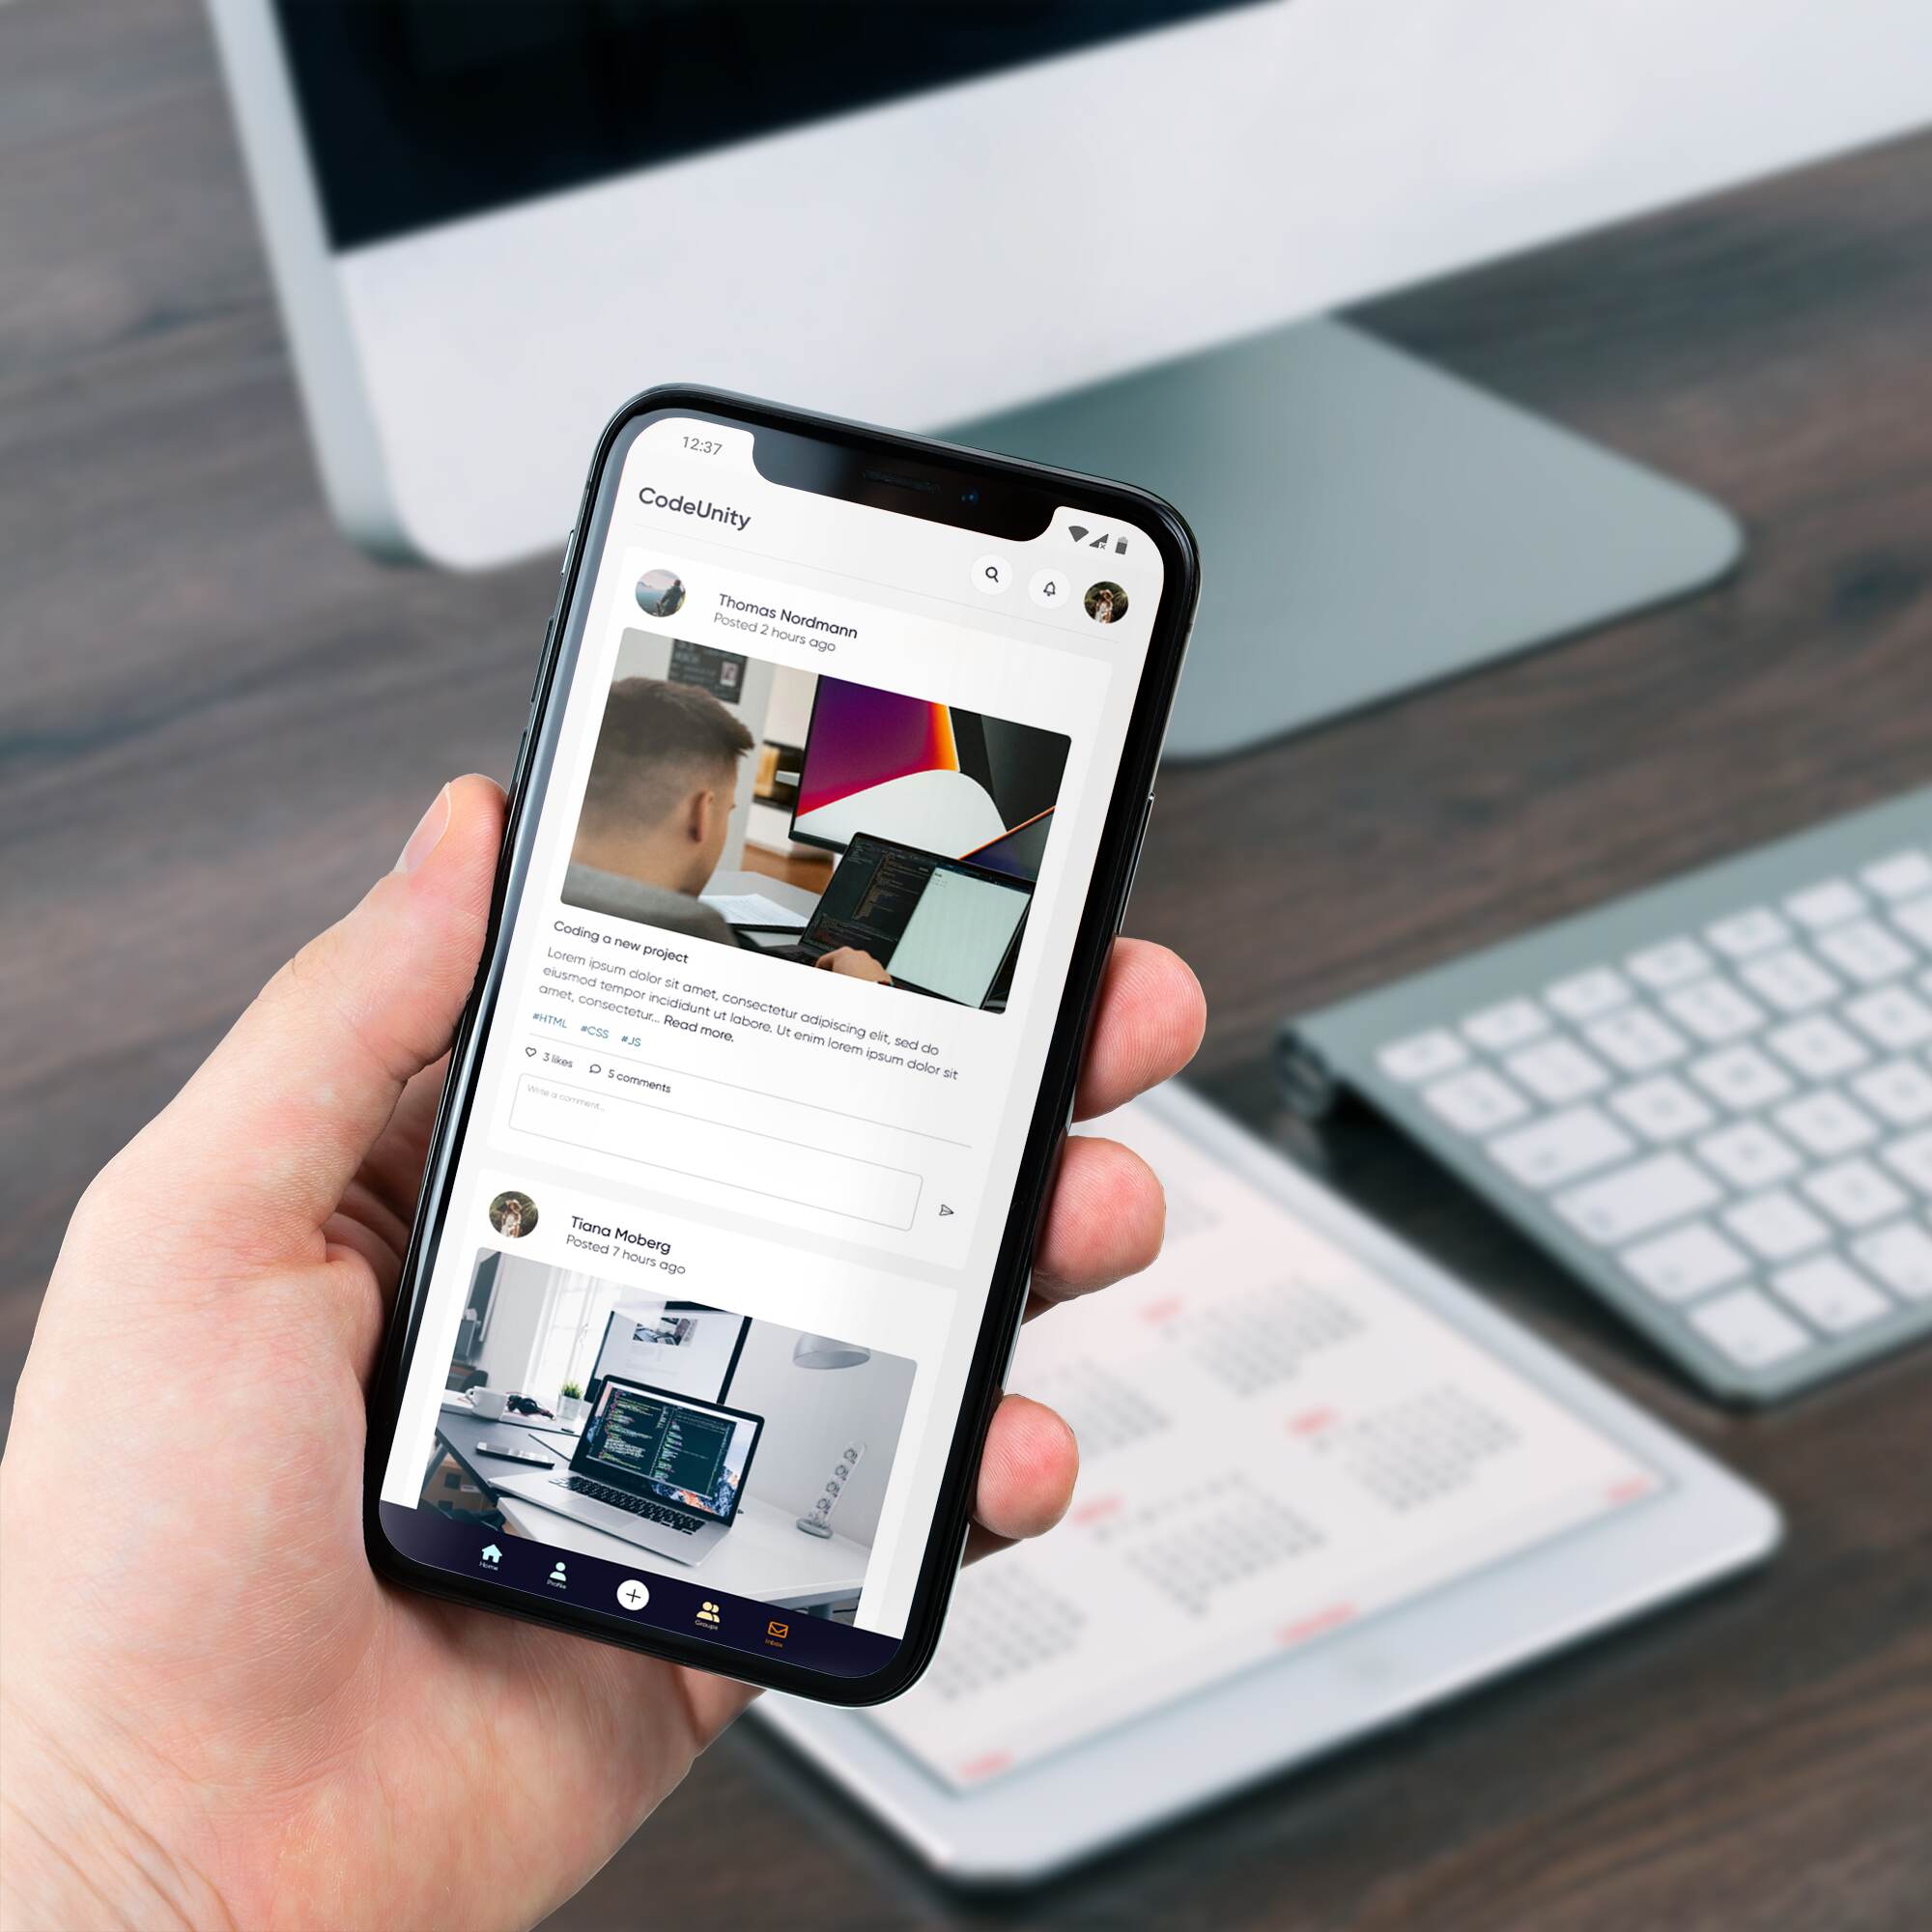 12:37
CodeUnity
Thomas Nordmann
Posted 2 hours ago
Coding a new project
Lorem ipsum dolor sit amet, consectetur adipiscing elit, sed do
eiusmod tempor incididunt ut labore. Ut enim lorem ipsum dolor sit
amet, consectetur... Read more.
#HTML #CSS #JS
3 likes 5 comments
Write a comment...
Tiana Moberg
Posted 7 hours ago
Home Profile Groups Inbox